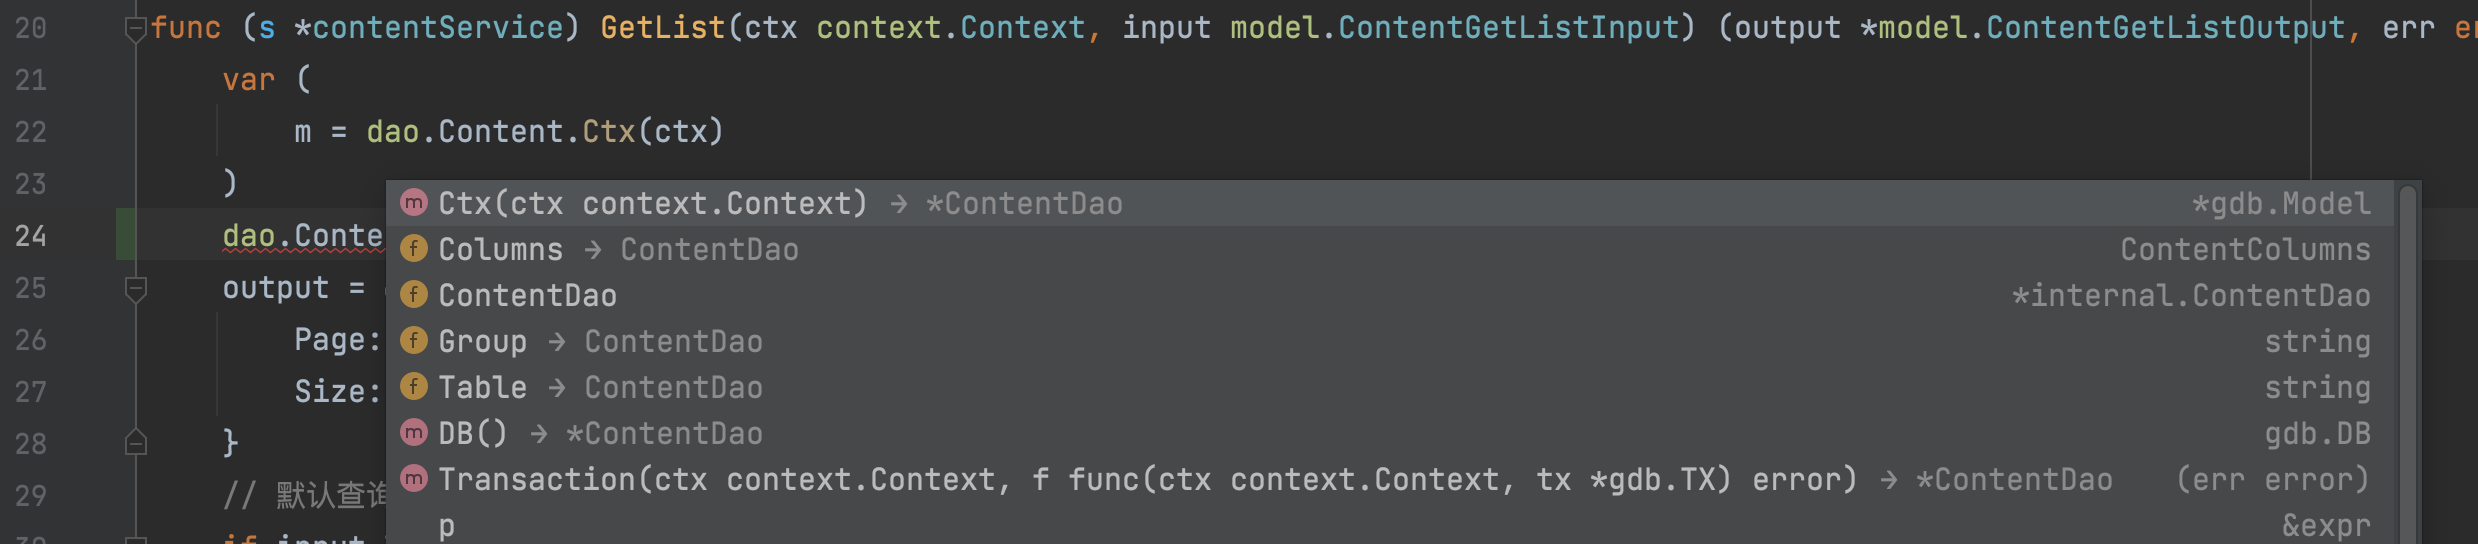 20 func (s *contentService) GetList(ctx context.Context, input model.ContentGetListInput) (output *model.ContentGetListOutput, err
21 var (
22 m = dao.Content.Ctx(ctx)
23 )
24 dao.Conte
Ctx(ctx context.Context) → *ContentDao *gdb.Model
Columns → ContentDao ContentColumns
ContentDao *internal.ContentDao
Group → ContentDao string
Table → ContentDao string
DB() → *ContentDao gdb.DB
Transaction(ctx context.Context, f func(ctx context.Context, tx *gdb.TX) error) → *ContentDao (err error)
p &expr
25 output =
26 Page:
27 Size:
28 }
29 // 默认查询
30 if input